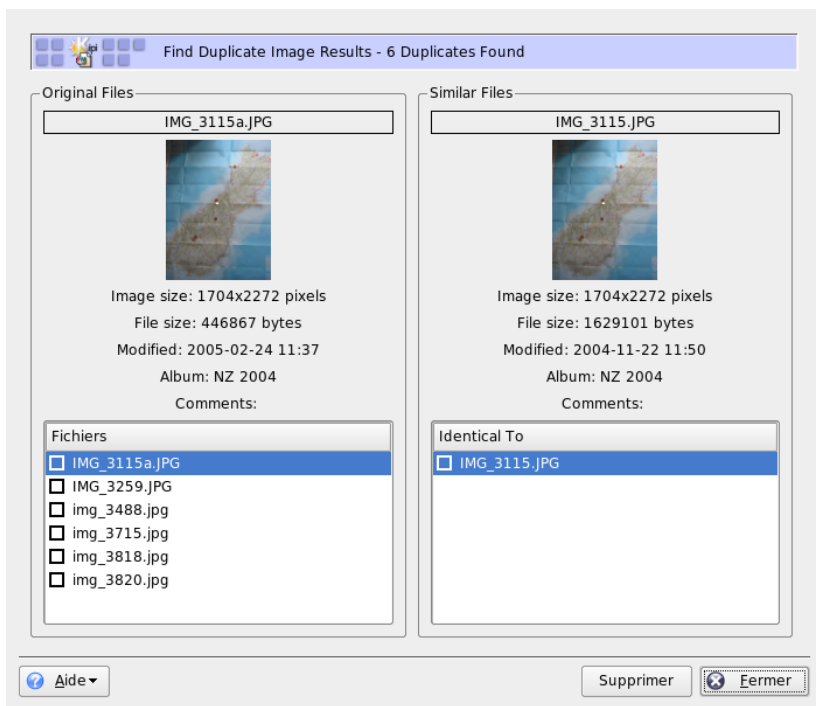 Kipi
Find Duplicate Image Results - 6 Duplicates Found
Original Files
IMG_3115a.JPG
Image size: 1704x2272 pixels
File size: 446867 bytes
Modified: 2005-02-24 11:37
Album: NZ 2004
Comments:
Fichiers
IMG_3115a.JPG
IMG_3259.JPG
img_3488.jpg
img_3715.jpg
img_3818.jpg
img_3820.jpg
Similar Files
IMG_3115.JPG
Image size: 1704x2272 pixels
File size: 1629101 bytes
Modified: 2004-11-22 11:50
Album: NZ 2004
Comments:
Identical To
IMG_3115.JPG
Aide
Supprimer
Fermer